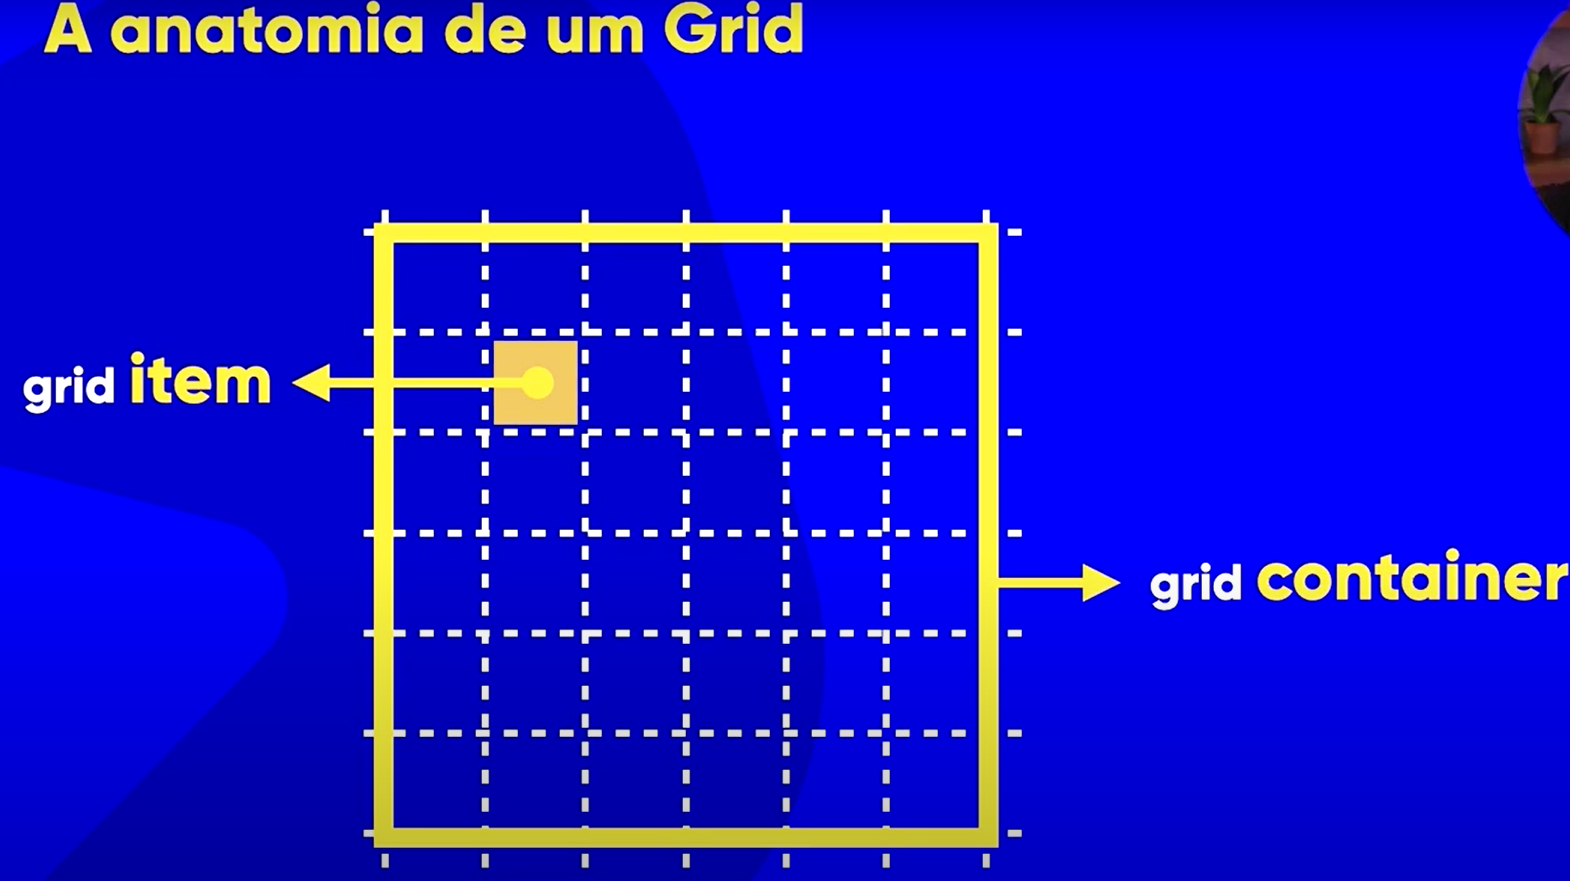 A anatomia de um Grid
grid item
grid container